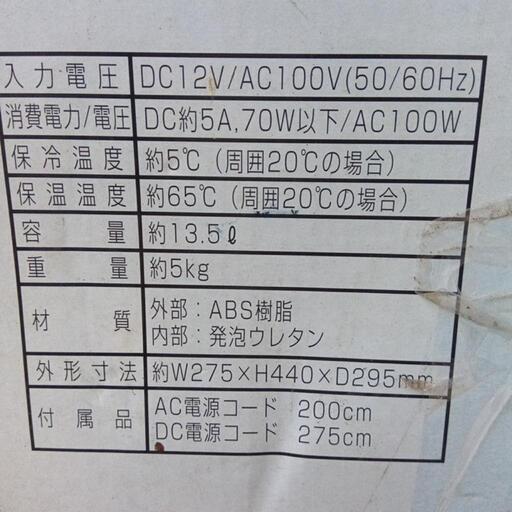 入力電圧 DC12V/AC100V(50/60Hz)
消費電力/電圧 DC約5A,70W以下/AC100W
保冷温度 約5℃（周囲20℃の場合）
保温温度 約65℃（周囲20℃の場合）
容量 約13.5ℓ
重量 約5kg
材質 外部：ABS樹脂
内部：発泡ウレタン
外形寸法 約W275×H440×D295mm
付属品 AC電源コード 200cm
DC電源コード 275cm